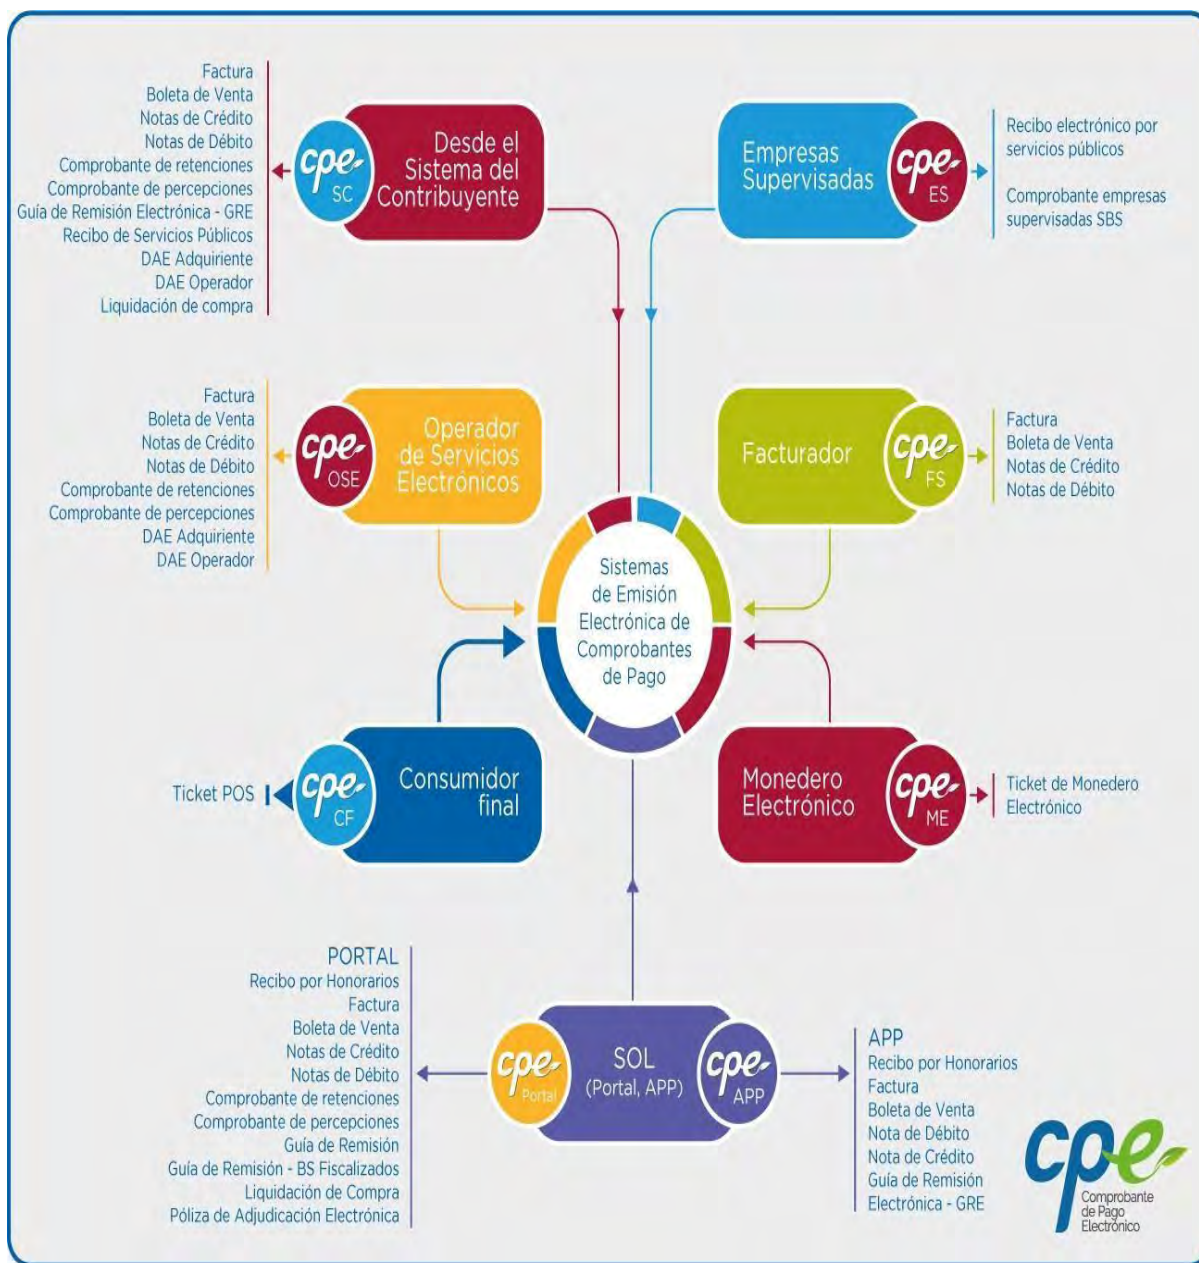 Factura
Boleta de Venta
Notas de Crédito
Notas de Débito
Comprobante de retenciones
Comprobante de percepciones
Guía de Remisión Electrónica - GRE
Recibo de Servicios Públicos
DAE Adquiriente
DAE Operador
Liquidación de compra
cpe
SC
Desde el
Sistema del
Contribuyente
Empresas
Supervisadas
cpe
ES
Recibo electrónico por
servicios públicos
Comprobante empresas
supervisadas SBS
Factura
Boleta de Venta
Notas de Crédito
Notas de Débito
Comprobante de retenciones
Comprobante de percepciones
DAE Adquiriente
DAE Operador
cpe
OSE
Operador
de Servicios
Electrónicos
Facturador
cpe
FS
Factura
Boleta de Venta
Notas de Crédito
Notas de Débito
Sistemas
de Emisión
Electrónica de
Comprobantes
de Pago
Ticket POS
cpe
CF
Consumidor
final
Monedero
Electrónico
cpe
ME
Ticket de Monedero
Electrónico
PORTAL
Recibo por Honorarios
Factura
Boleta de Venta
Notas de Crédito
Notas de Débito
Comprobante de retenciones
Comprobante de percepciones
Guía de Remisión
Guía de Remisión - BS Fiscalizados
Liquidación de Compra
Póliza de Adjudicación Electrónica
cpe
Portal
SOL
(Portal, APP)
cpe
APP
APP
Recibo por Honorarios
Factura
Boleta de Venta
Nota de Débito
Nota de Crédito
Guía de Remisión
Electrónica - GRE
cpe
Comprobante
de Pago
Electrónico